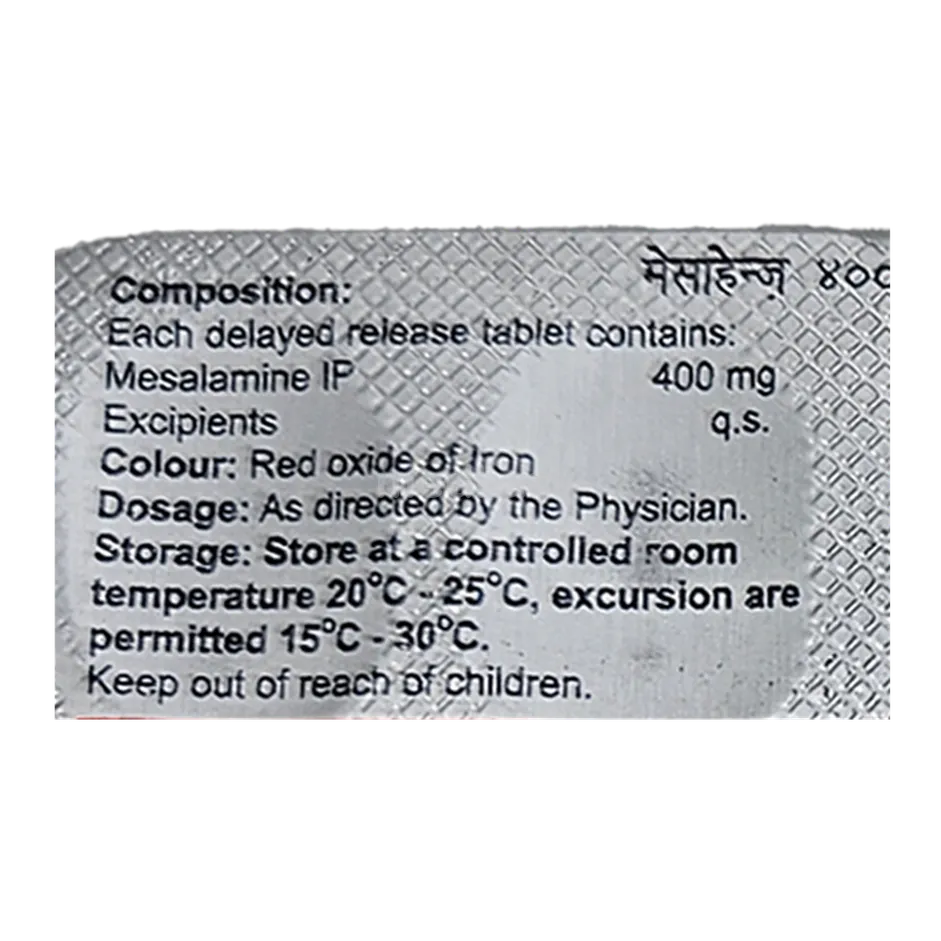 मेसाहेन्ज़ ४००
Composition:
Each delayed release tablet contains:
Mesalamine IP 400 mg
Excipients q.s.
Colour: Red oxide of Iron
Dosage: As directed by the Physician.
Storage: Store at a controlled room
temperature 20°C - 25°C, excursion are
permitted 15°C - 30°C.
Keep out of reach of children.